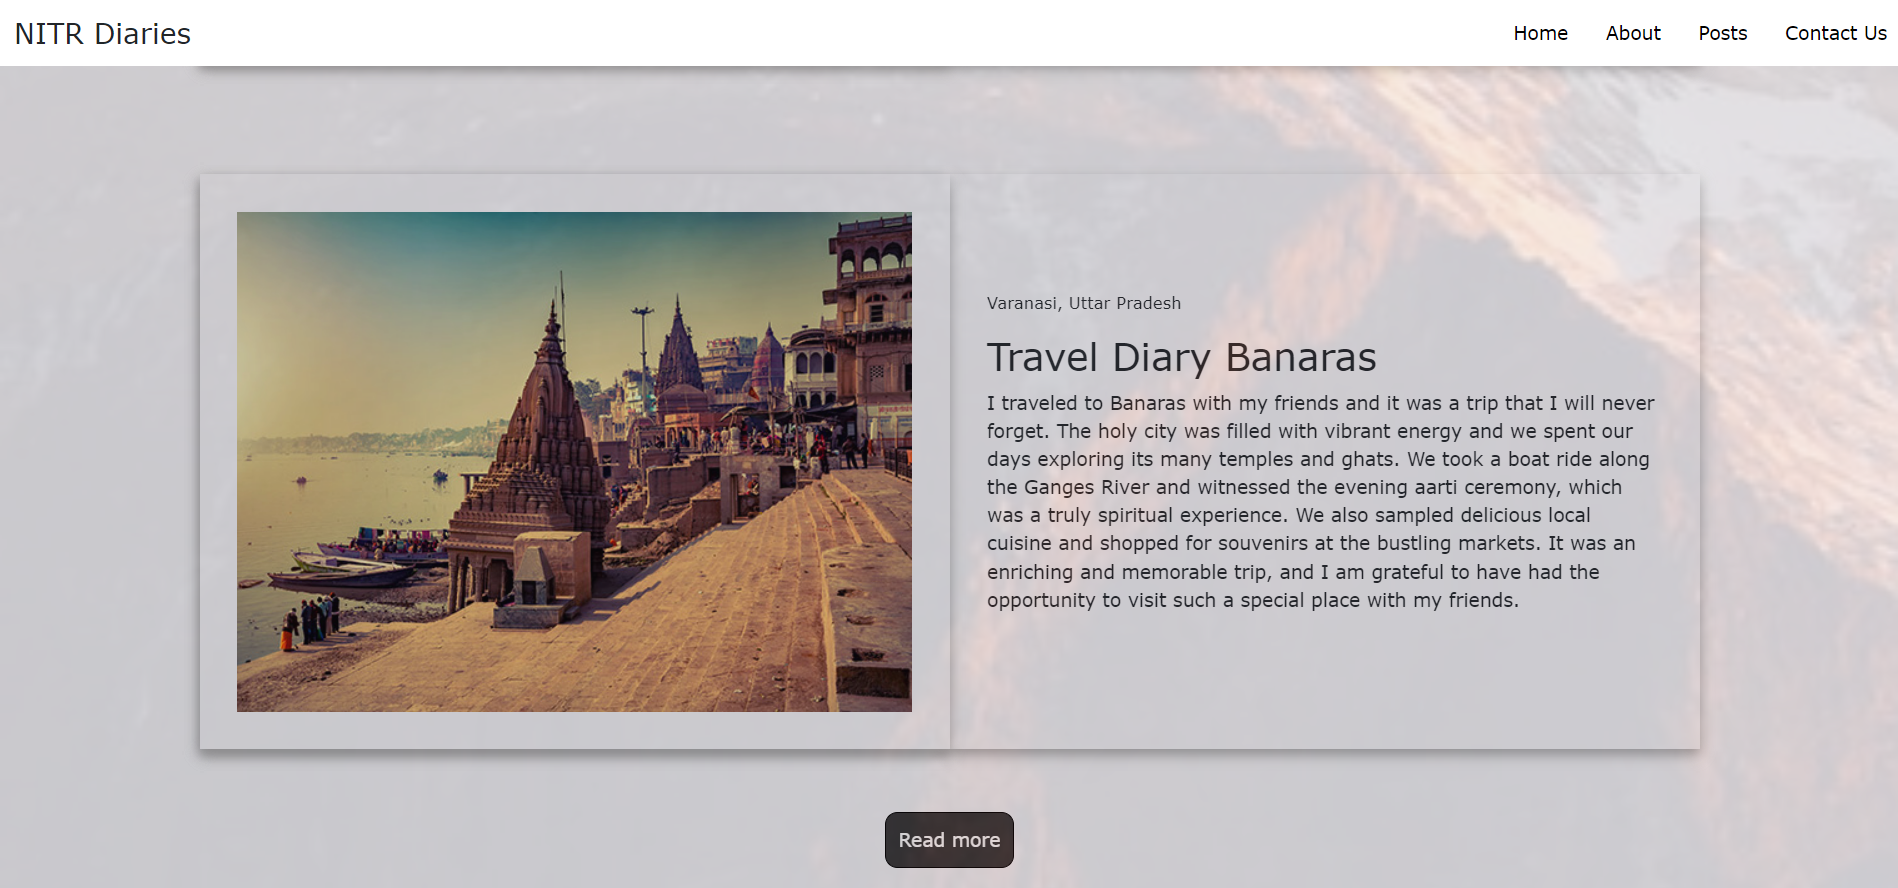 NITR Diaries
Home About Posts Contact Us
Varanasi, Uttar Pradesh
Travel Diary Banaras
I traveled to Banaras with my friends and it was a trip that I will never
forget. The holy city was filled with vibrant energy and we spent our
days exploring its many temples and ghats. We took a boat ride along
the Ganges River and witnessed the evening aarti ceremony, which
was a truly spiritual experience. We also sampled delicious local
cuisine and shopped for souvenirs at the bustling markets. It was an
enriching and memorable trip, and I am grateful to have had the
opportunity to visit such a special place with my friends.
Read more